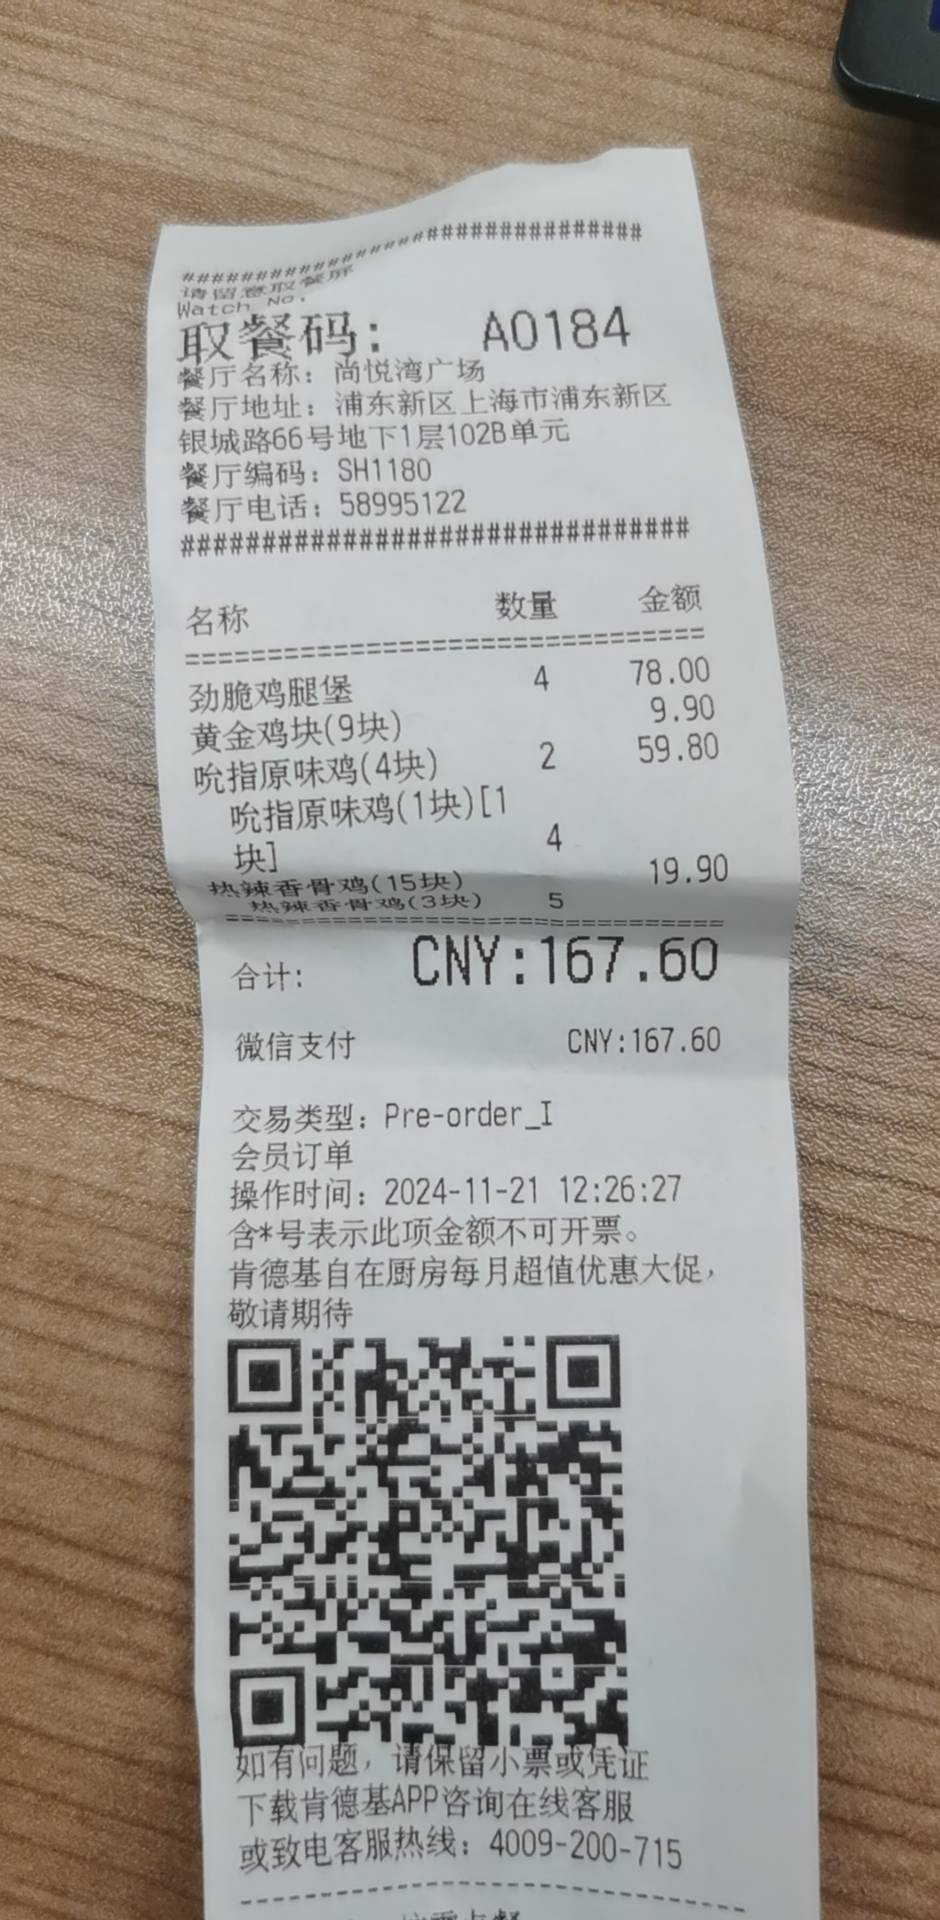 ################################
请留意取餐屏
Watch No.
取餐码： A0184
餐厅名称：尚悦湾广场
餐厅地址：浦东新区上海市浦东新区
银城路66号地下1层102B单元
餐厅编码：SH1180
餐厅电话：58995122
################################
名称 数量 金额
================================
劲脆鸡腿堡 4 78.00
黄金鸡块(9块) 9.90
吮指原味鸡(4块) 2 59.80
吮指原味鸡(1块)[1
块] 4
热辣香骨鸡(15块) 19.90
热辣香骨鸡(3块) 5
================================
合计： CNY:167.60
微信支付 CNY:167.60
交易类型：Pre-order_I
会员订单
操作时间：2024-11-21 12:26:27
含*号表示此项金额不可开票。
肯德基自在厨房每月超值优惠大促，
敬请期待
如有问题，请保留小票或凭证
下载肯德基APP咨询在线客服
或致电客服热线：4009-200-715
--------------------------------